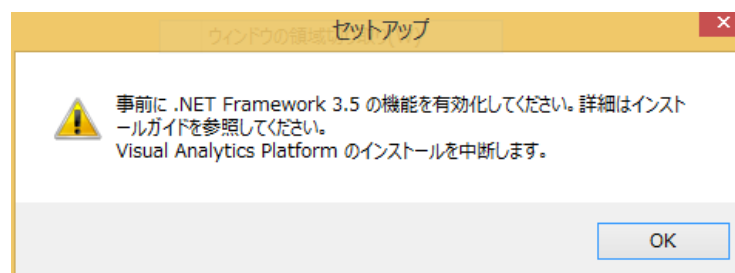 セットアップ
事前に .NET Framework 3.5 の機能を有効化してください。詳細はインスト
ールガイドを参照してください。
Visual Analytics Platform のインストールを中断します。
OK